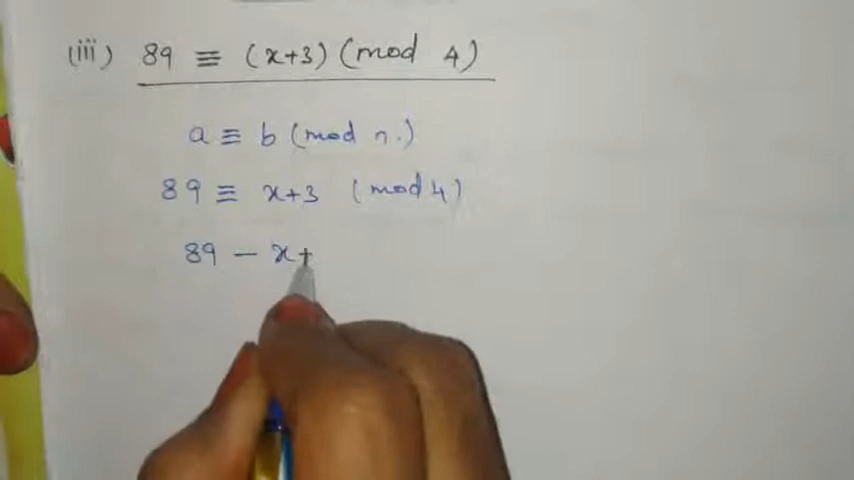 (iii) 89 ≡ (x+3) (mod 4)
a ≡ b (mod n.)
89 ≡ x+3 (mod 4)
89 − x+